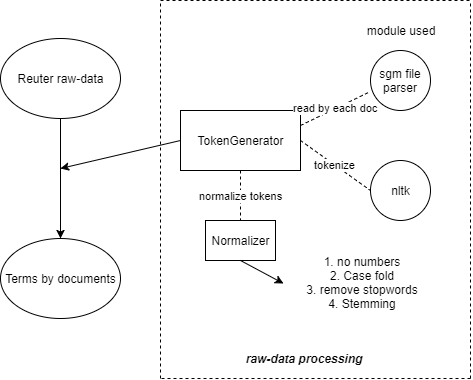 module used
Reuter raw-data
sgm file
parser
read by each doc
TokenGenerator
tokenize
nltk
normalize tokens
Normalizer
1. no numbers
2. Case fold
3. remove stopwords
4. Stemming
Terms by documents
raw-data processing